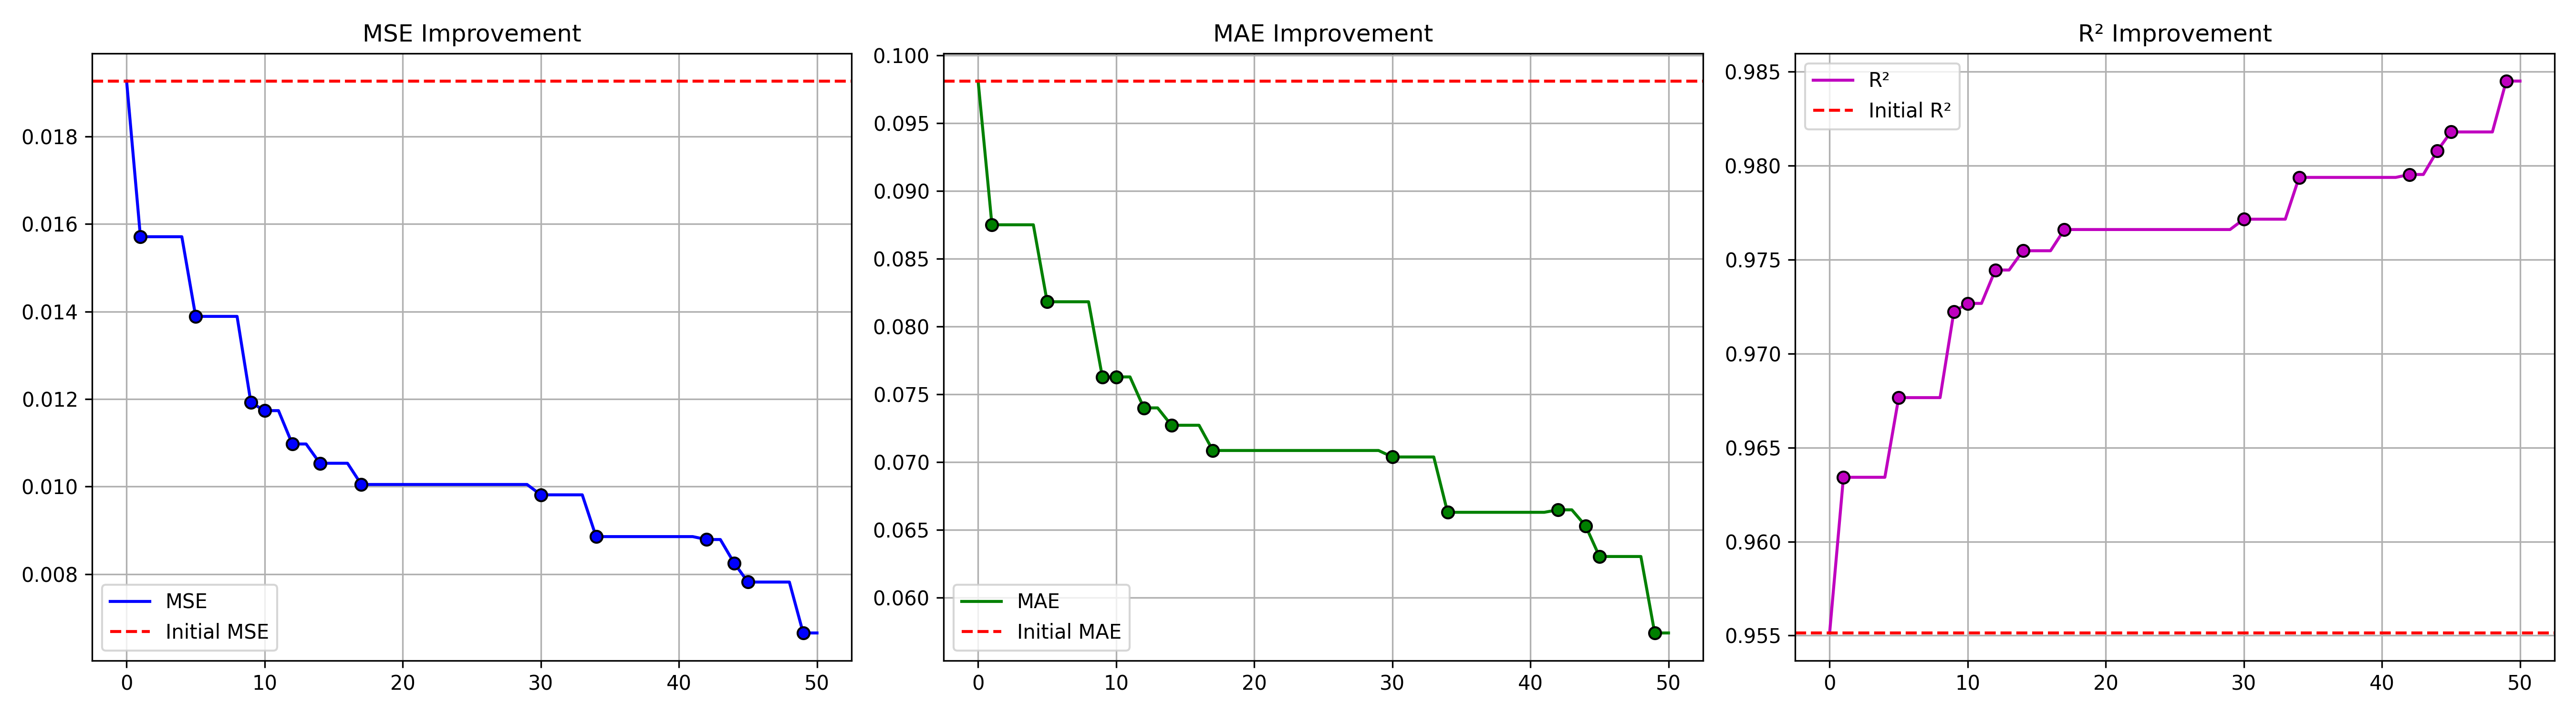 MSE Improvement
0.018
0.016
0.014
0.012
0.010
0.008
MSE
Initial MSE
0 10 20 30 40 50
MAE Improvement
0.100
0.095
0.090
0.085
0.080
0.075
0.070
0.065
0.060
MAE
Initial MAE
0 10 20 30 40 50
R² Improvement
0.985
0.980
0.975
0.970
0.965
0.960
0.955
R²
Initial R²
0 10 20 30 40 50